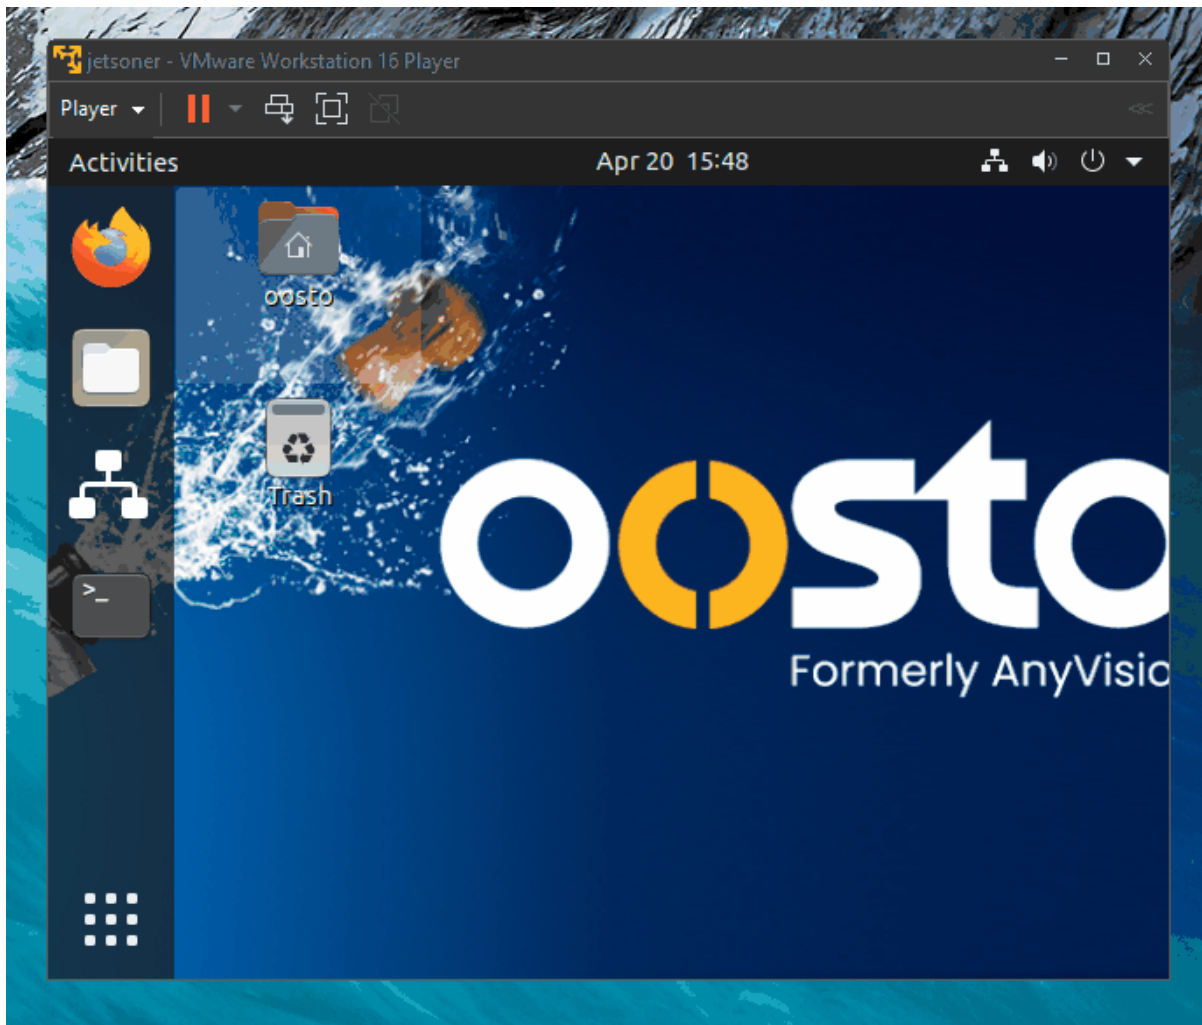 jetsoner - VMware Workstation 16 Player
Player
Activities
Apr 20 15:48
oosto
Trash
oosto
Formerly AnyVisio
>_